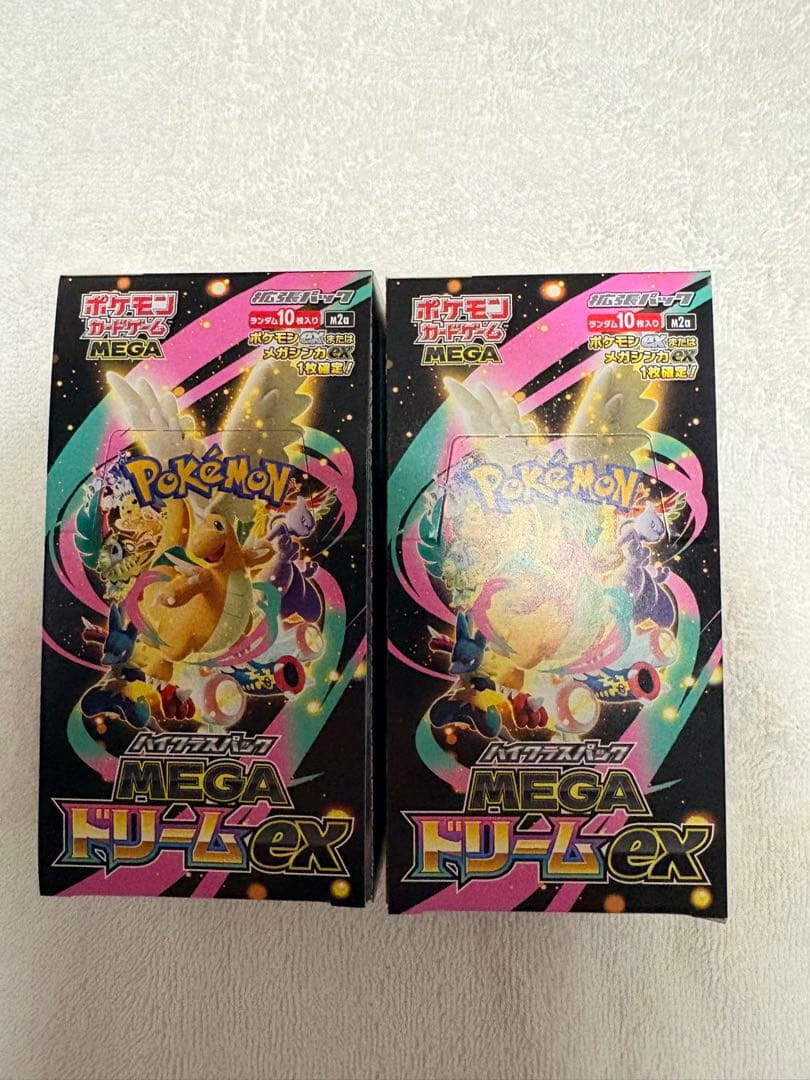 ポケモン
カードゲーム
MEGA
拡張パック
ランダム10枚入り
M2a
ポケモンexまたは
メガシンカex
1枚確定!
POKéMON
ハイクラスパック
MEGA
ドリームex
ポケモン
カードゲーム
MEGA
拡張パック
ランダム10枚入り
M2a
ポケモンexまたは
メガシンカex
1枚確定!
POKéMON
ハイクラスパック
MEGA
ドリームex